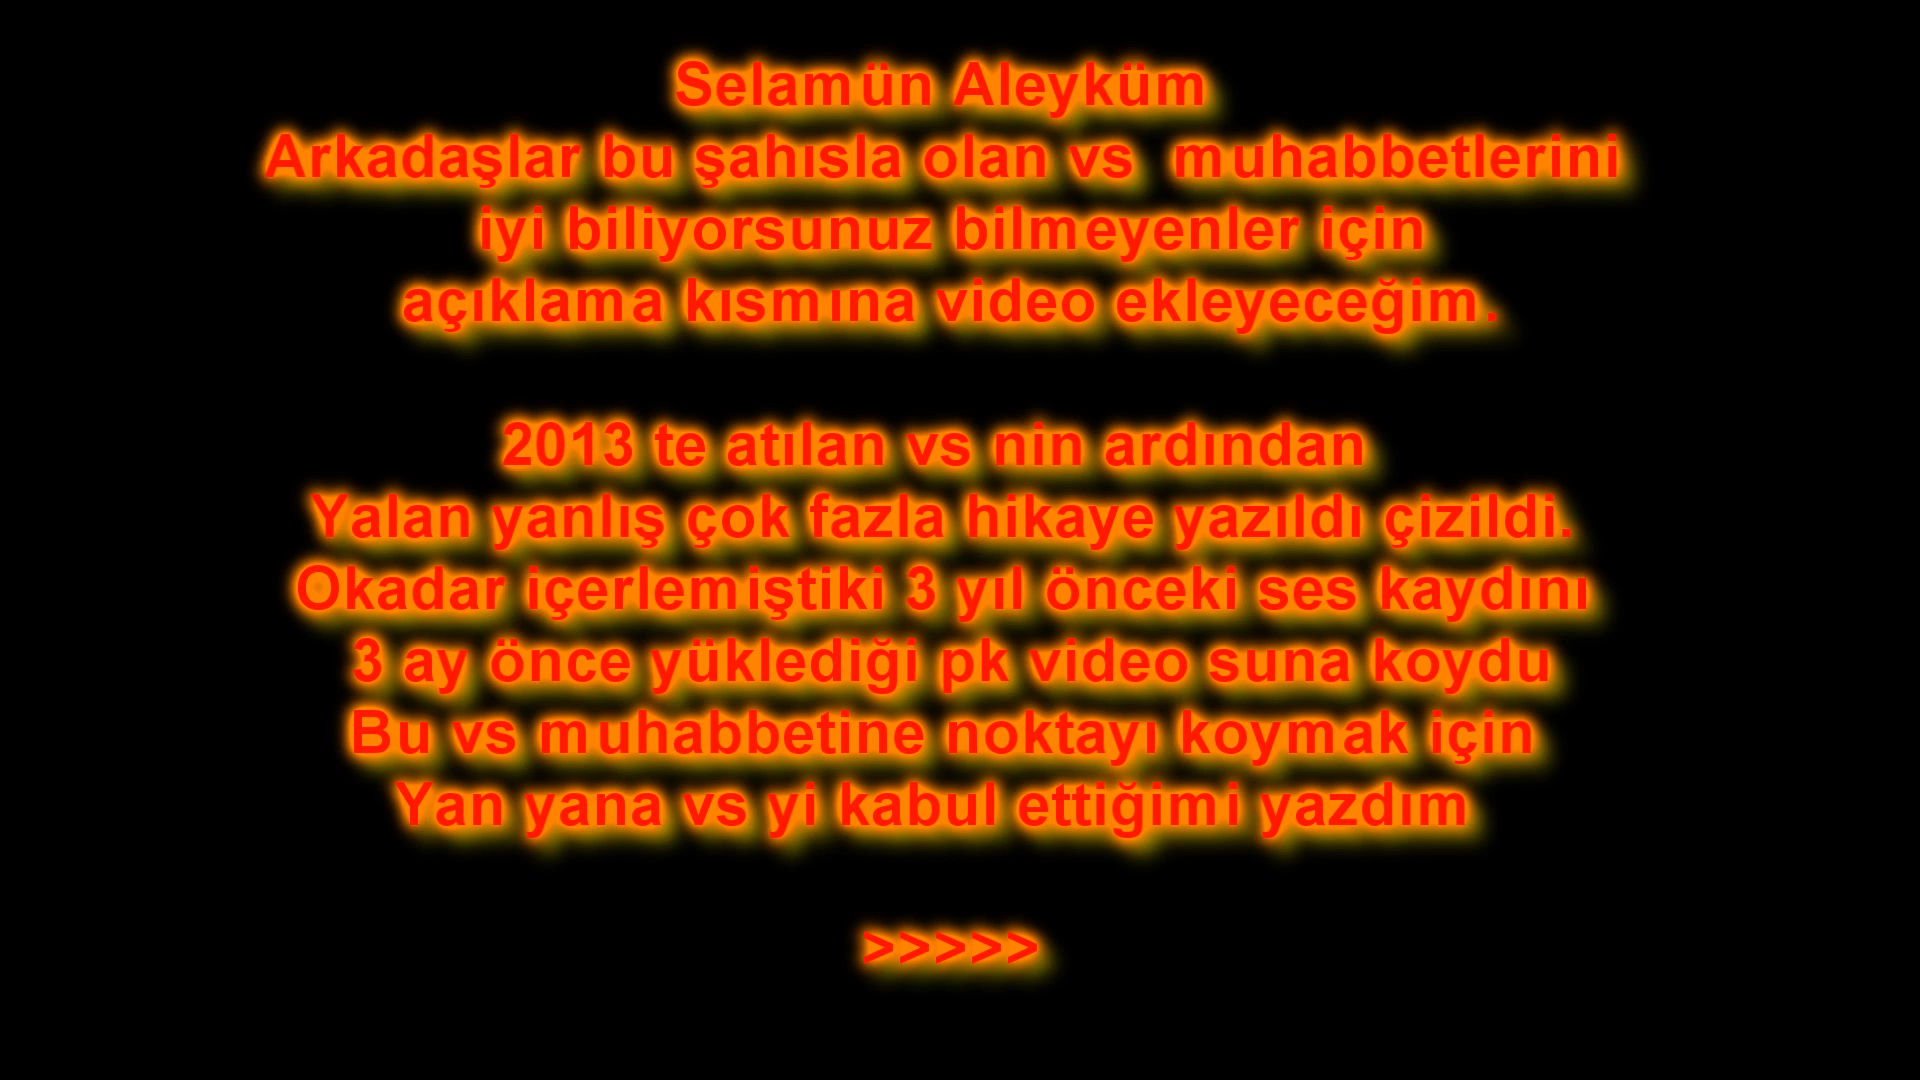 Selamün Aleyküm
Arkadaşlar bu şahısla olan vs  muhabbetlerini
iyi biliyorsunuz bilmeyenler için
açıklama kısmına video ekleyeceğim.
2013 te atılan vs nin ardından
Yalan yanlış çok fazla hikaye yazıldı çizildi.
Okadar içerlemiştiki 3 yıl önceki ses kaydını
3 ay önce yüklediği pk video suna koydu
Bu vs muhabbetine noktayı koymak için
Yan yana vs yi kabul ettiğimi yazdım
>>>>>